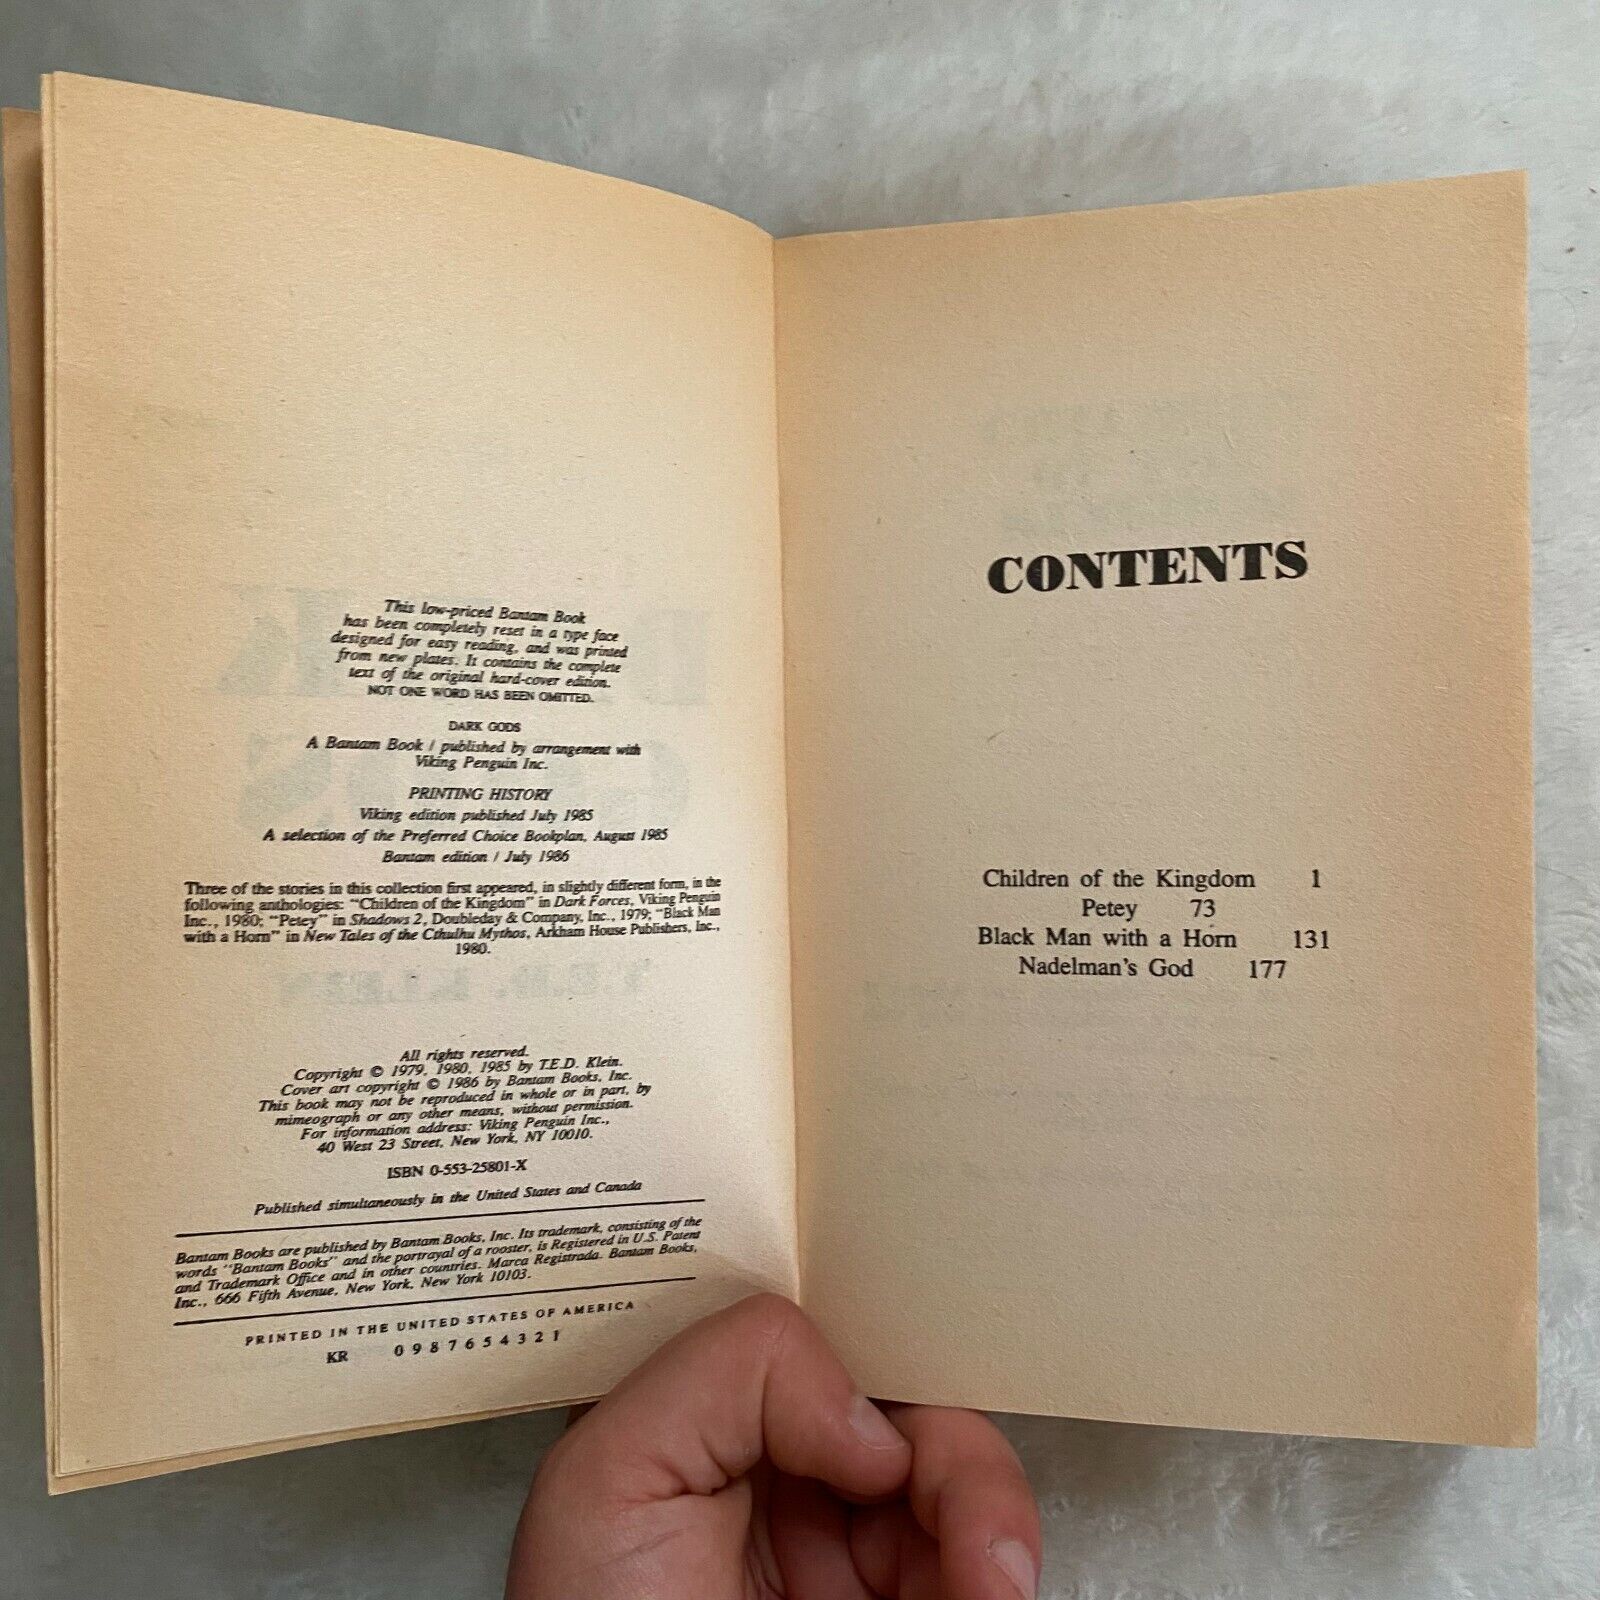 This low-priced Bantam Book
has been completely reset in a type face
designed for easy reading, and was printed
from new plates. It contains the complete
text of the original hard-cover edition.
NOT ONE WORD HAS BEEN OMITTED.
DARK GODS
A Bantam Book / published by arrangement with
Viking Penguin Inc.
PRINTING HISTORY
Viking edition published July 1985
A selection of the Preferred Choice Bookplan, August 1985
Bantam edition / July 1986
Three of the stories in this collection first appeared, in slightly different form, in the
following anthologies: "Children of the Kingdom" in Dark Forces, Viking Penguin
Inc., 1980; "Petey" in Shadows 2, Doubleday & Company, Inc., 1979; "Black Man
with a Horn" in New Tales of the Cthulhu Mythos, Arkham House Publishers, Inc.,
1980.
All rights reserved.
Copyright © 1979, 1980, 1985 by T.E.D. Klein.
Cover art copyright © 1986 by Bantam Books, Inc.
This book may not be reproduced in whole or in part, by
mimeograph or any other means, without permission.
For information address: Viking Penguin Inc.,
40 West 23 Street, New York, NY 10010.
ISBN 0-553-25801-X
Published simultaneously in the United States and Canada
Bantam Books are published by Bantam Books, Inc. Its trademark, consisting of the
words "Bantam Books" and the portrayal of a rooster, is Registered in U.S. Patent
and Trademark Office and in other countries. Marca Registrada. Bantam Books,
Inc., 666 Fifth Avenue, New York, New York 10103.
PRINTED IN THE UNITED STATES OF AMERICA
KR 0 9 8 7 6 5 4 3 2 1
CONTENTS
Children of the Kingdom 1
Petey 73
Black Man with a Horn 131
Nadelman's God 177